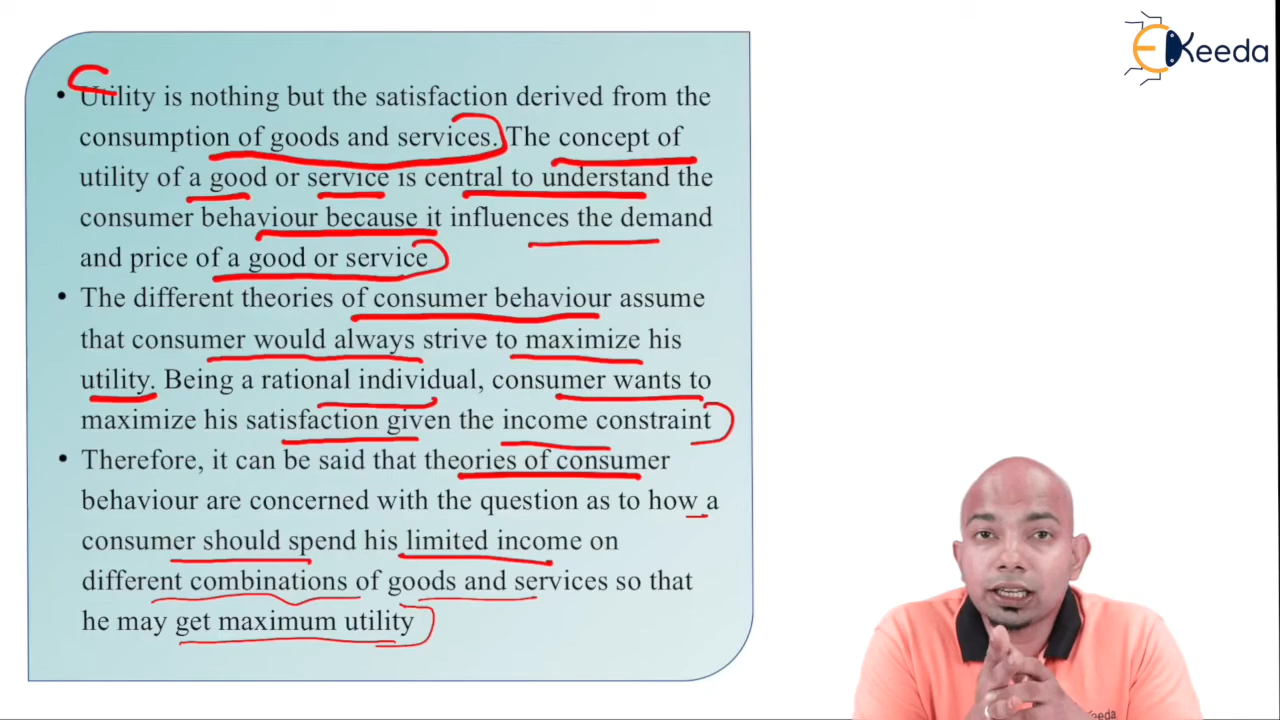 Keeda
• Utility is nothing but the satisfaction derived from the
consumption of goods and services. The concept of
utility of a good or service is central to understand the
consumer behaviour because it influences the demand
and price of a good or service
• The different theories of consumer behaviour assume
that consumer would always strive to maximize his
utility. Being a rational individual, consumer wants to
maximize his satisfaction given the income constraint
• Therefore, it can be said that theories of consumer
behaviour are concerned with the question as to how a
consumer should spend his limited income on
different combinations of goods and services so that
he may get maximum utility
Keeda